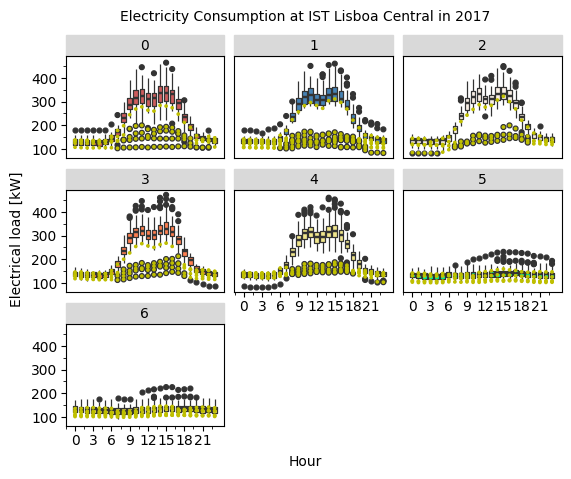 Electricity Consumption at IST Lisboa Central in 2017
0 1 2
400
300
200
100
3 4 5
400
300
200
100
0 3 6 9 12 15 18 21 0 3 6 9 12 15 18 21
6
400
300
200
100
0 3 6 9 12 15 18 21
Electrical load [kW]
Hour